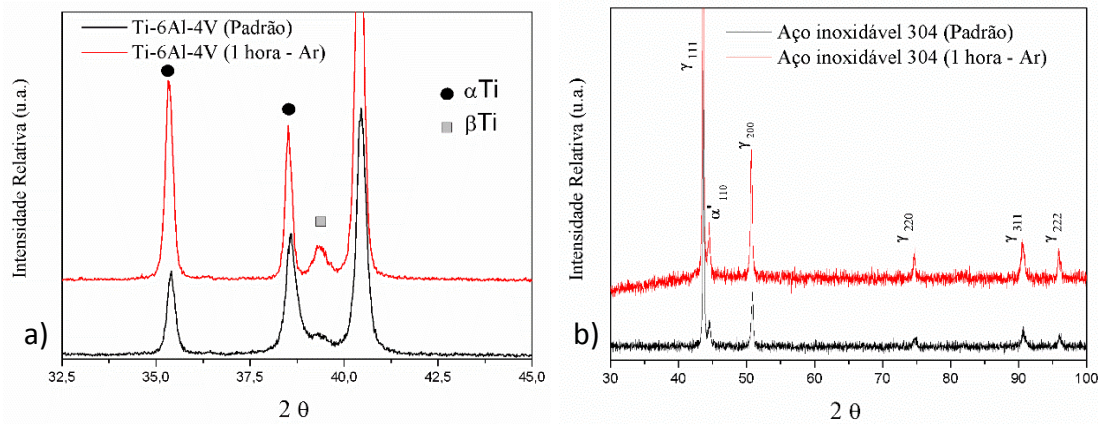 Ti-6Al-4V (Padrão)
Ti-6Al-4V (1 hora - Ar)
αTi
βTi
Intensidade Relativa (u.a.)
a)
32,5 35,0 37,5 40,0 42,5 45,0
2 θ
Aço inoxidável 304 (Padrão)
Aço inoxidável 304 (1 hora - Ar)
γ 111
α' 110
γ 200
γ 220
γ 311
γ 222
Intensidade Relativa (u.a.)
b)
30 40 50 60 70 80 90 100
2 θ